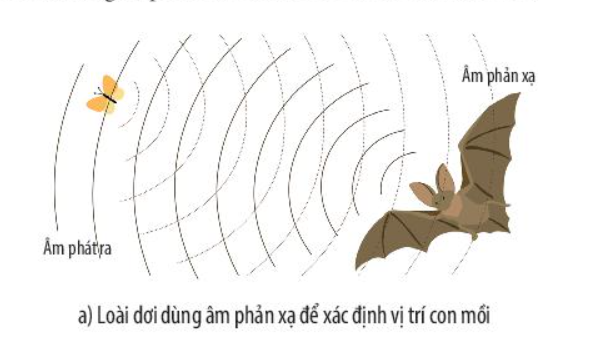 Âm phản xạ
Âm phát ra
a) Loài dơi dùng âm phản xạ để xác định vị trí con mồi